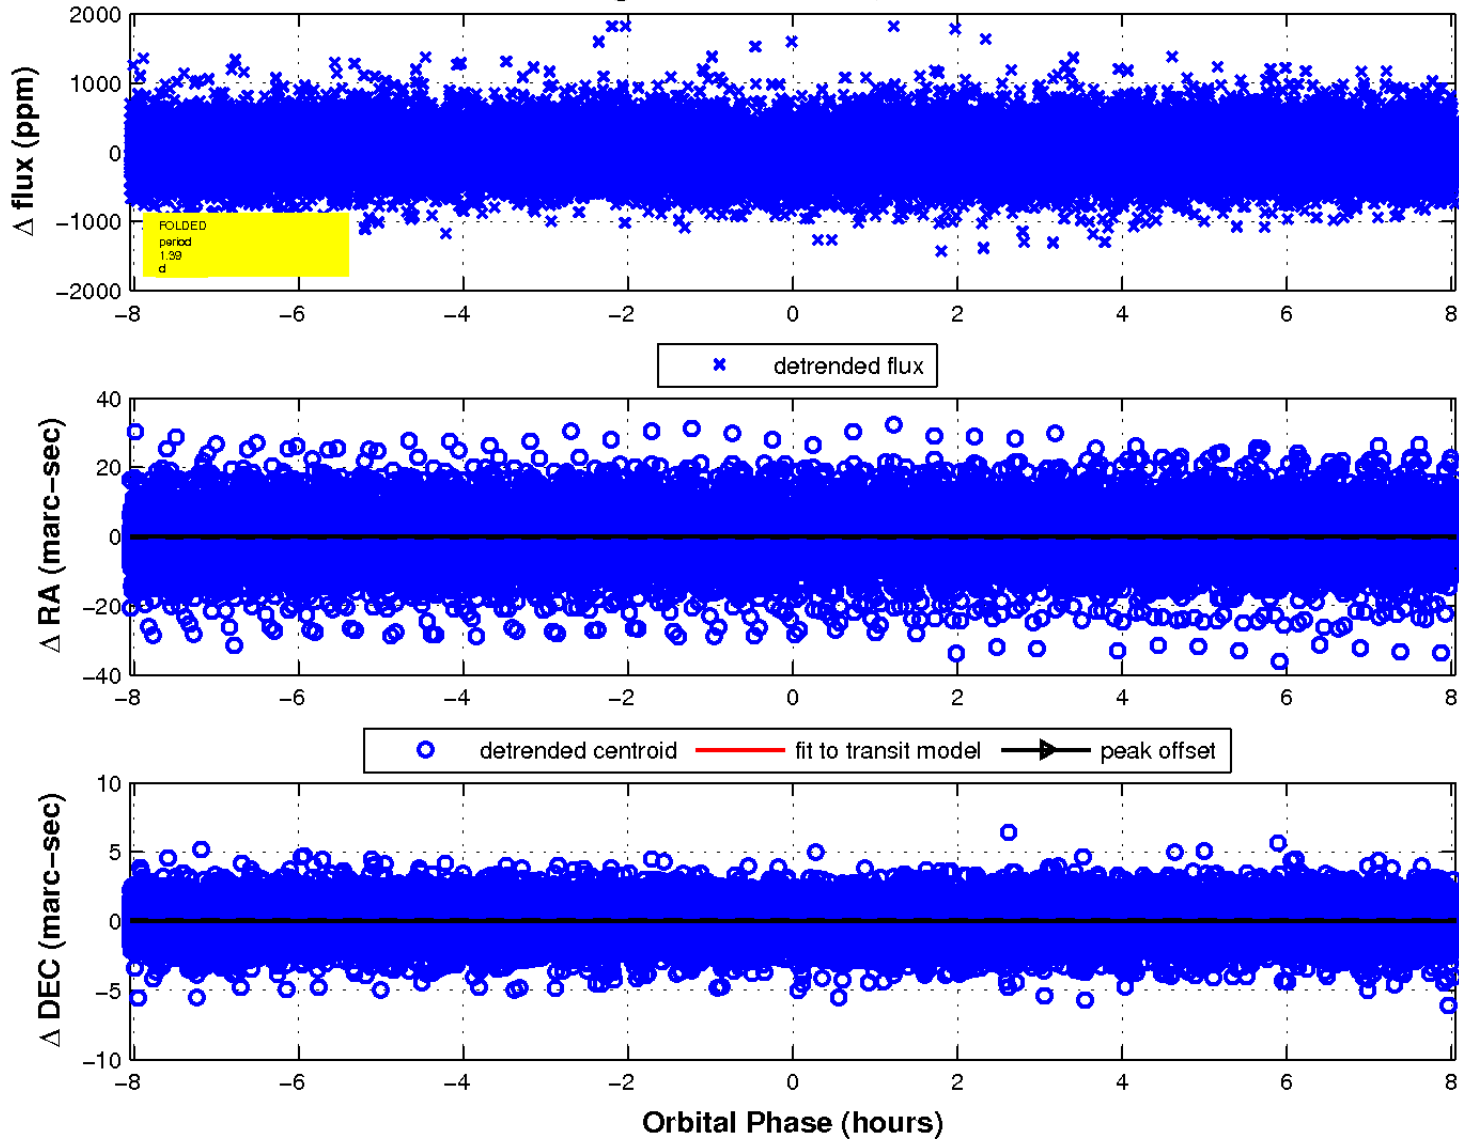 2000
1000
0
−1000
−2000
Δ flux (ppm)
FOLDED
period
1.39
d
−8 −6 −4 −2 0 2 4 6 8
detrended flux
40
20
0
−20
−40
Δ RA (marc−sec)
−8 −6 −4 −2 0 2 4 6 8
detrended centroid fit to transit model peak offset
10
5
0
−5
−10
Δ DEC (marc−sec)
−8 −6 −4 −2 0 2 4 6 8
Orbital Phase (hours)